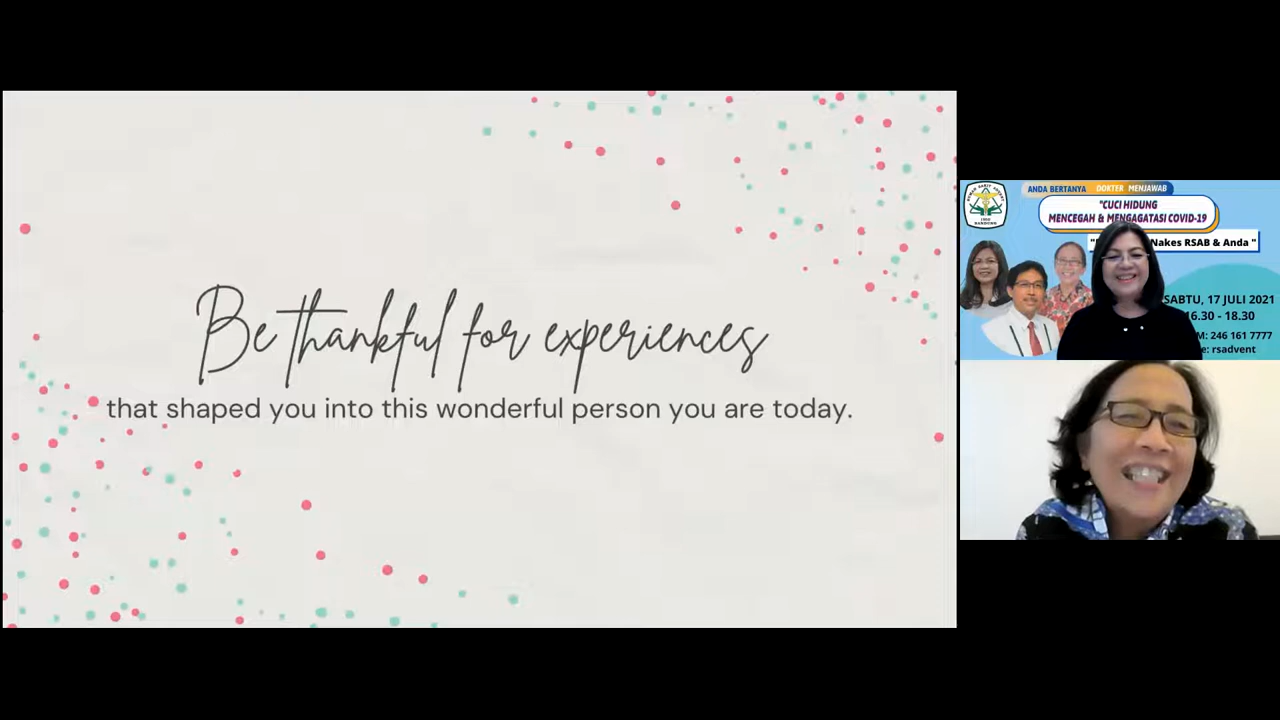 Be thankful for experiences
that shaped you into this wonderful person you are today.
ANDA BERTANYA DOKTER MENJAWAB
"CUCI HIDUNG
MENCEGAH & MENGAGATASI COVID-19
Nakes RSAB & Anda "
SABTU, 17 JULI 2021
16.30 - 18.30
M: 246 161 7777
e: rsadvent